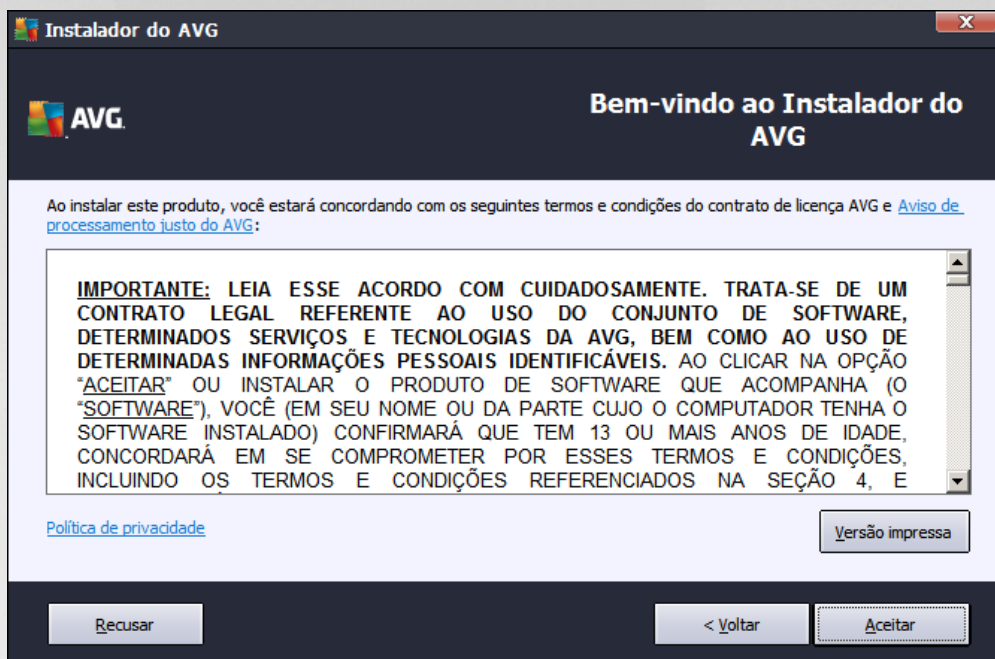 Instalador do AVG
AVG.
Bem-vindo ao Instalador do
AVG
Ao instalar este produto, você estará concordando com os seguintes termos e condições do contrato de licença AVG e Aviso de
processamento justo do AVG:
IMPORTANTE: LEIA ESSE ACORDO COM CUIDADOSAMENTE. TRATA-SE DE UM
CONTRATO LEGAL REFERENTE AO USO DO CONJUNTO DE SOFTWARE,
DETERMINADOS SERVIÇOS E TECNOLOGIAS DA AVG, BEM COMO AO USO DE
DETERMINADAS INFORMAÇÕES PESSOAIS IDENTIFICÁVEIS. AO CLICAR NA OPÇÃO
“ACEITAR” OU INSTALAR O PRODUTO DE SOFTWARE QUE ACOMPANHA (O
“SOFTWARE”), VOCÊ (EM SEU NOME OU DA PARTE CUJO O COMPUTADOR TENHA O
SOFTWARE INSTALADO) CONFIRMARÁ QUE TEM 13 OU MAIS ANOS DE IDADE,
CONCORDARÁ EM SE COMPROMETER POR ESSES TERMOS E CONDIÇÕES,
INCLUINDO OS TERMOS E CONDIÇÕES REFERENCIADOS NA SEÇÃO 4, E
Política de privacidade
Versão impressa
Recusar
< Voltar
Aceitar